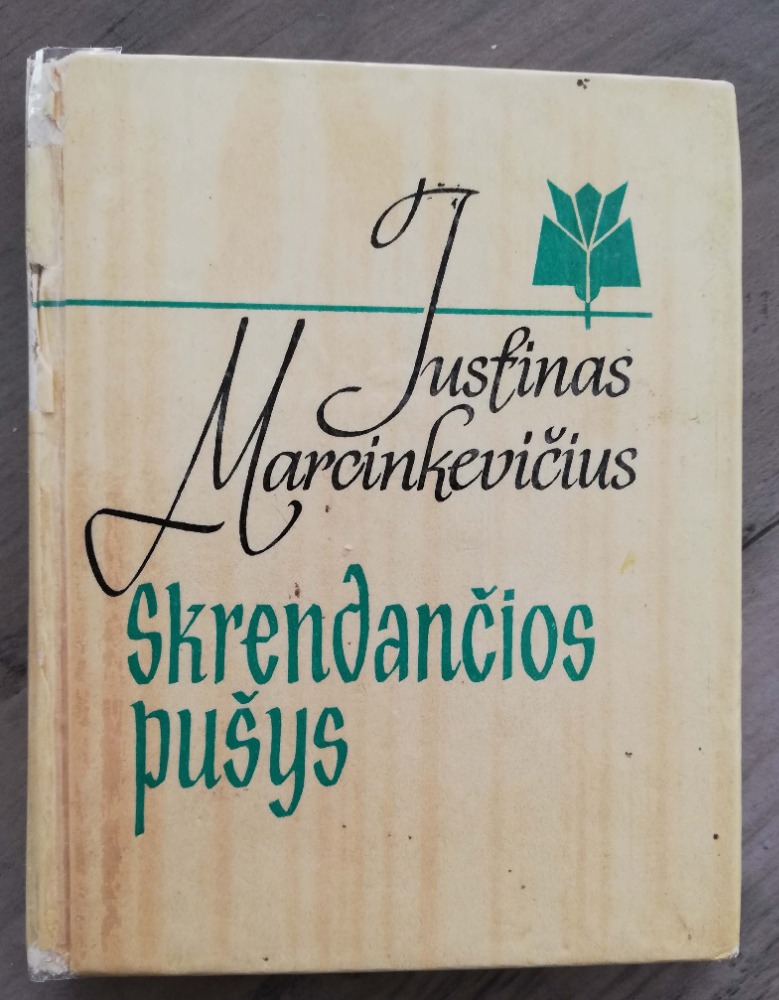 Justinas
Marcinkevičius
Skrendančios
pušys